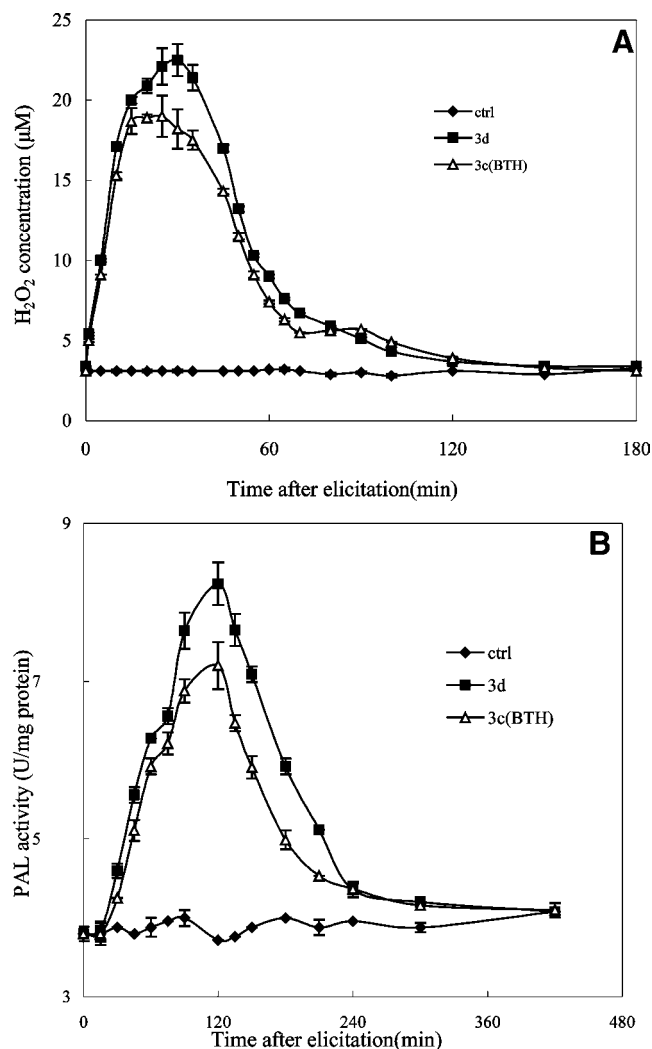 A
25
20
15
10
5
0
H₂O₂ concentration (μM)
ctrl
3d
3c(BTH)
0 60 120 180
Time after elicitation(min)
B
9
7
5
3
PAL activity (U/mg protein)
ctrl
3d
3c(BTH)
0 120 240 360 480
Time after elicitation(min)